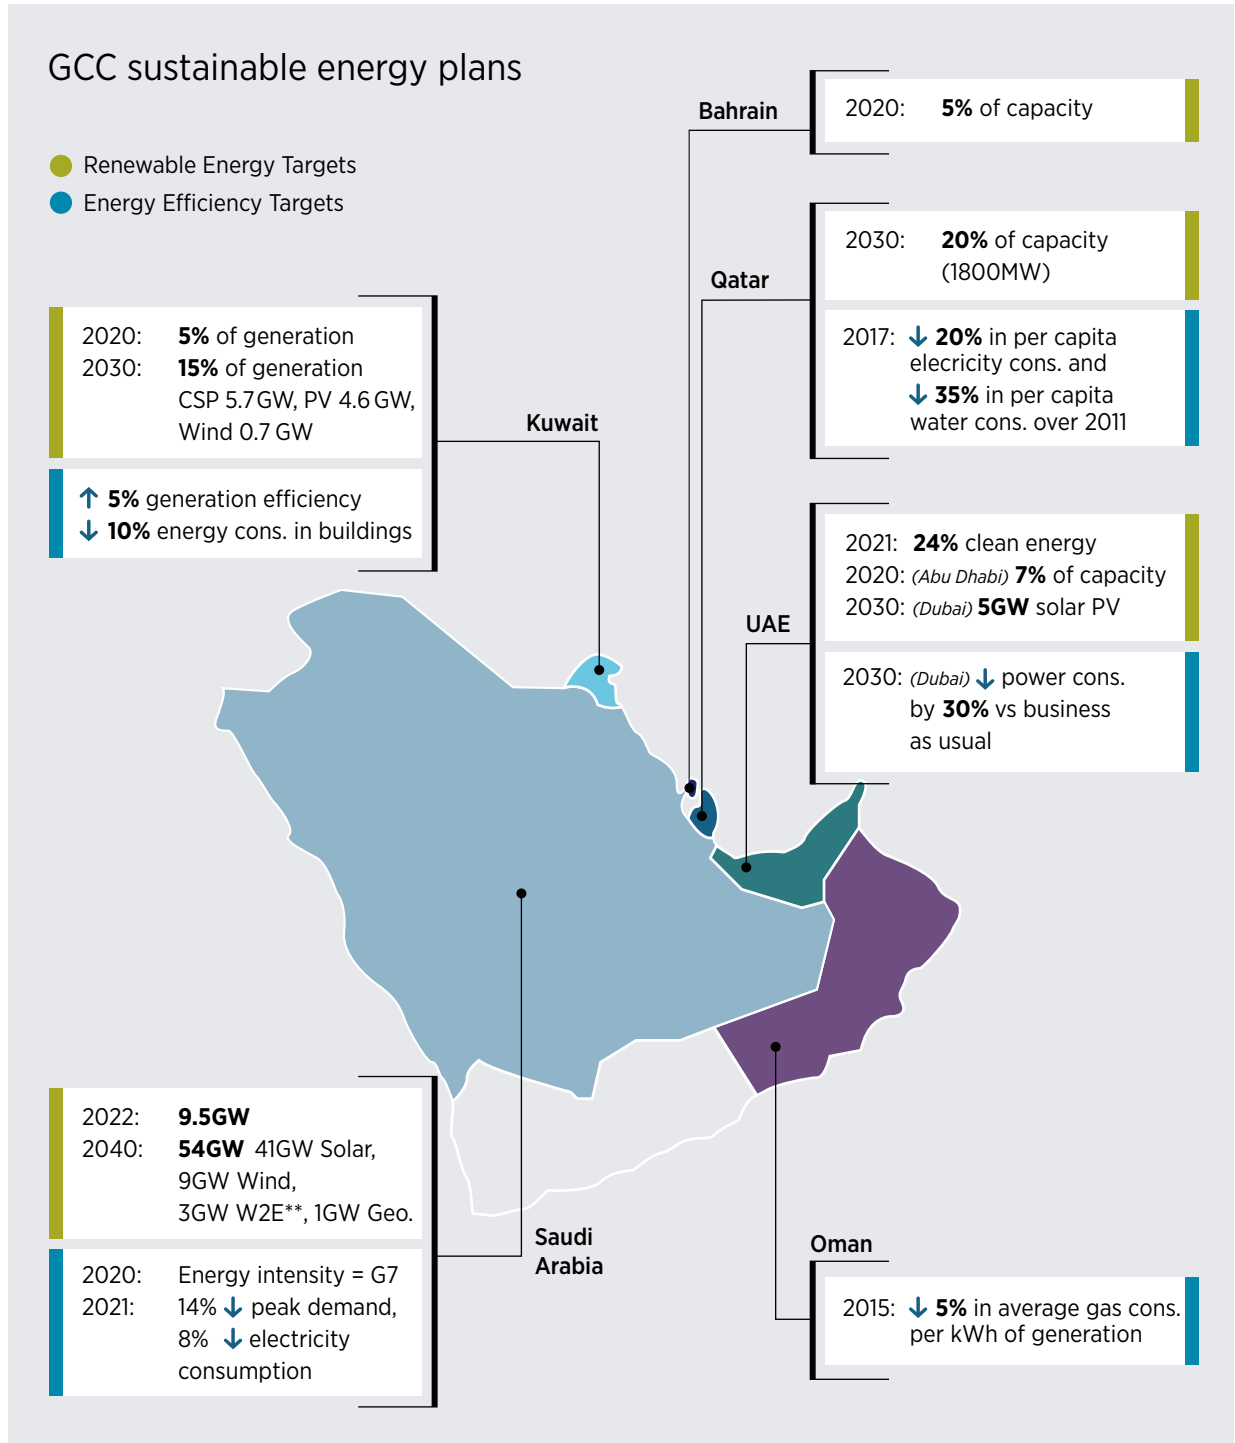 GCC sustainable energy plans
Renewable Energy Targets
Energy Efficiency Targets
Bahrain
2020: 5% of capacity
Qatar
2030: 20% of capacity
(1800MW)
2017: ↓ 20% in per capita
elecricity cons. and
↓ 35% in per capita
water cons. over 2011
Kuwait
2020: 5% of generation
2030: 15% of generation
CSP 5.7 GW, PV 4.6 GW,
Wind 0.7 GW
↑ 5% generation efficiency
↓ 10% energy cons. in buildings
UAE
2021: 24% clean energy
2020: (Abu Dhabi) 7% of capacity
2030: (Dubai) 5GW solar PV
2030: (Dubai) ↓ power cons.
by 30% vs business
as usual
Saudi
Arabia
2022: 9.5GW
2040: 54GW 41GW Solar,
9GW Wind,
3GW W2E**, 1GW Geo.
2020: Energy intensity = G7
2021: 14% ↓ peak demand,
8% ↓ electricity
consumption
Oman
2015: ↓ 5% in average gas cons.
per kWh of generation